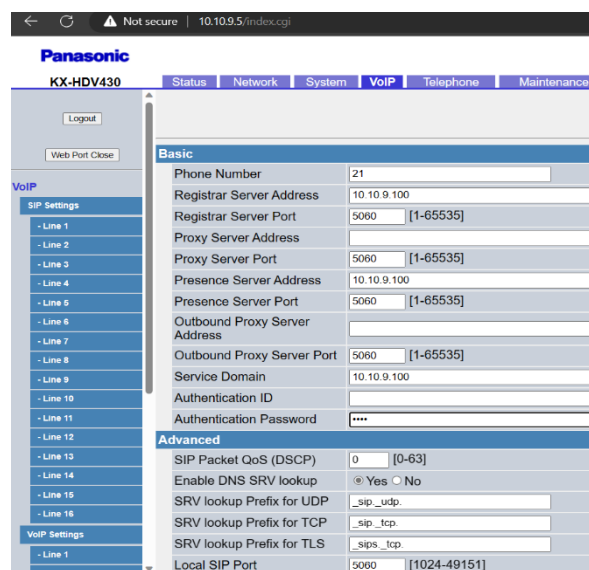 Not secure | 10.10.9.5/index.cgi
Panasonic
KX-HDV430
Status Network System VoIP Telephone Maintenance
Logout
Web Port Close
VoIP
SIP Settings
- Line 1
- Line 2
- Line 3
- Line 4
- Line 5
- Line 6
- Line 7
- Line 8
- Line 9
- Line 10
- Line 11
- Line 12
- Line 13
- Line 14
- Line 15
- Line 16
VoIP Settings
- Line 1
Basic
Phone Number 21
Registrar Server Address 10.10.9.100
Registrar Server Port 5060 [1-65535]
Proxy Server Address
Proxy Server Port 5060 [1-65535]
Presence Server Address 10.10.9.100
Presence Server Port 5060 [1-65535]
Outbound Proxy Server
Address
Outbound Proxy Server Port 5060 [1-65535]
Service Domain 10.10.9.100
Authentication ID
Authentication Password ••••
Advanced
SIP Packet QoS (DSCP) 0 [0-63]
Enable DNS SRV lookup Yes No
SRV lookup Prefix for UDP _sip._udp.
SRV lookup Prefix for TCP _sip._tcp.
SRV lookup Prefix for TLS _sips._tcp.
Local SIP Port 5060 [1024-49151]